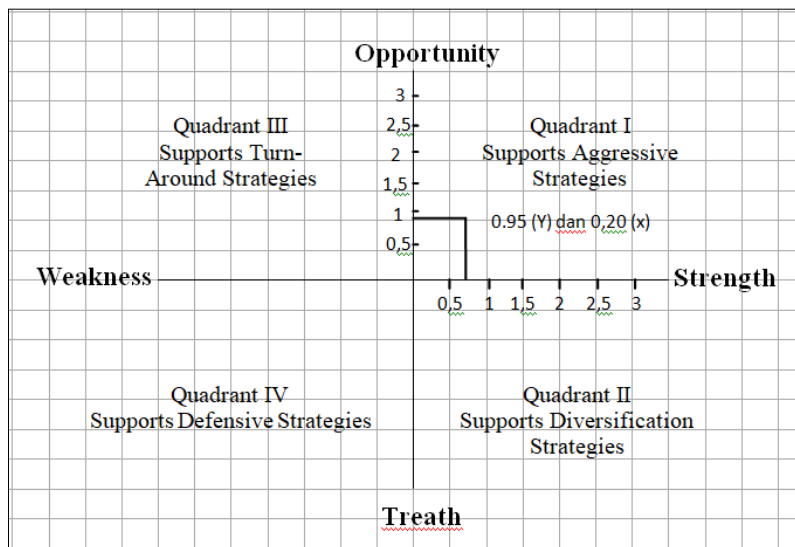 Opportunity
3
2,5
2
1,5
1
0,5
Quadrant III
Supports Turn-
Around Strategies
Quadrant I
Supports Aggressive
Strategies
0.95 (Y) dan 0,20 (x)
Weakness
Strength
0,5 1 1,5 2 2,5 3
Quadrant IV
Supports Defensive Strategies
Quadrant II
Supports Diversification
Strategies
Treath